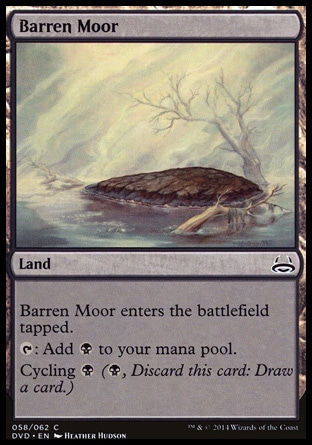 Barren Moor
Land
Barren Moor enters the battlefield
tapped.
: Add to your mana pool.
Cycling (, Discard this card: Draw
a card.)
058/062 C
DVD • EN Heather Hudson
™ & © 2014 Wizards of the Coast